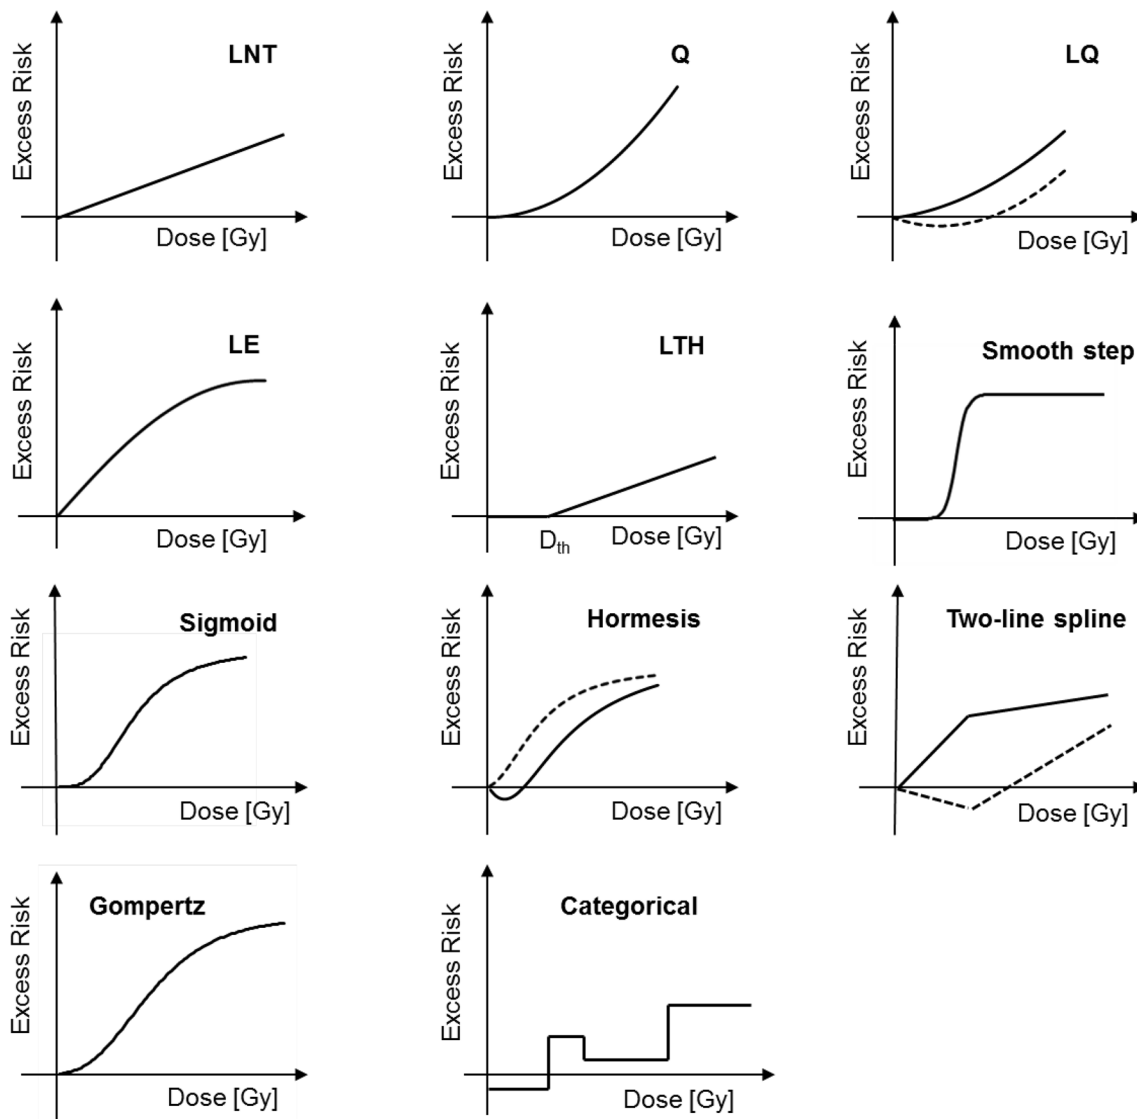 LNT
Excess Risk
Dose [Gy]
Q
Excess Risk
Dose [Gy]
LQ
Excess Risk
Dose [Gy]
LE
Excess Risk
Dose [Gy]
LTH
Excess Risk
D_th
Dose [Gy]
Smooth step
Excess Risk
Dose [Gy]
Sigmoid
Excess Risk
Dose [Gy]
Hormesis
Excess Risk
Dose [Gy]
Two-line spline
Excess Risk
Dose [Gy]
Gompertz
Excess Risk
Dose [Gy]
Categorical
Excess Risk
Dose [Gy]